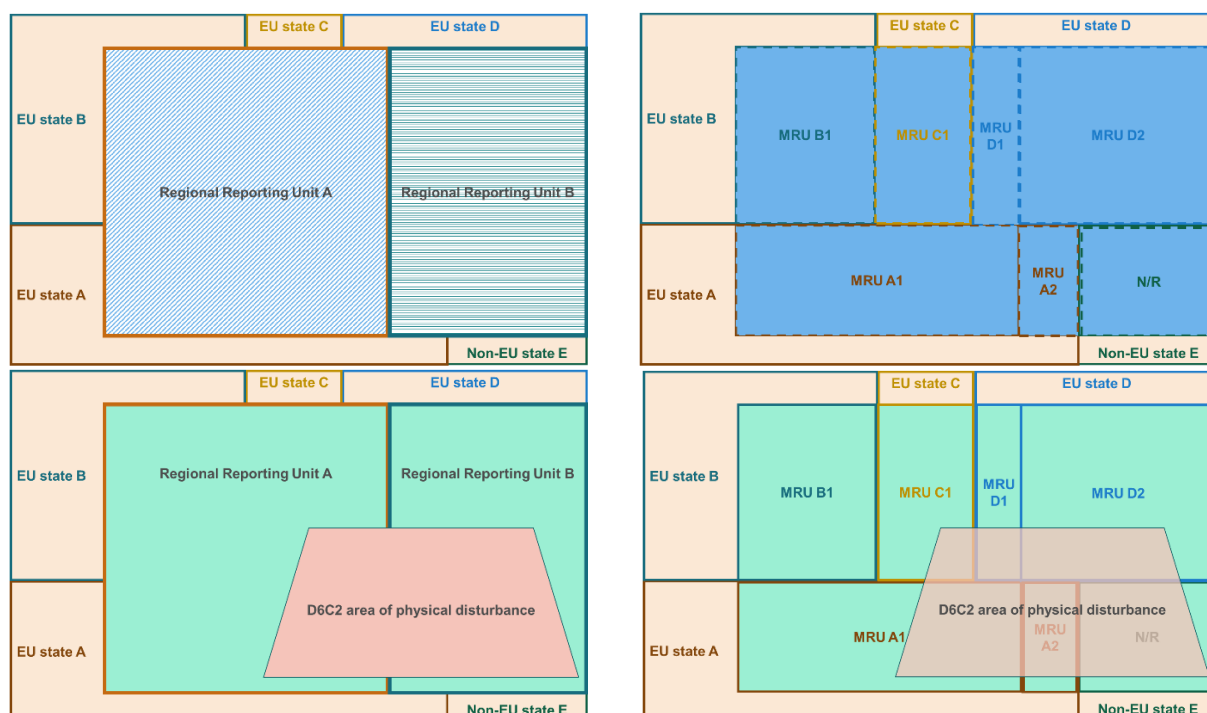 EU state C
EU state D
EU state B
Regional Reporting Unit A
Regional Reporting Unit B
EU state A
Non-EU state E
EU state C
EU state D
EU state B
MRU B1
MRU C1
MRU
D1
MRU D2
EU state A
MRU A1
MRU
A2
N/R
Non-EU state E
EU state C
EU state D
EU state B
Regional Reporting Unit A
Regional Reporting Unit B
D6C2 area of physical disturbance
EU state A
Non-EU state E
EU state C
EU state D
EU state B
MRU B1
MRU C1
MRU
D1
MRU D2
D6C2 area of physical disturbance
EU state A
MRU A1
MRU
A2
N/R
Non-EU state E